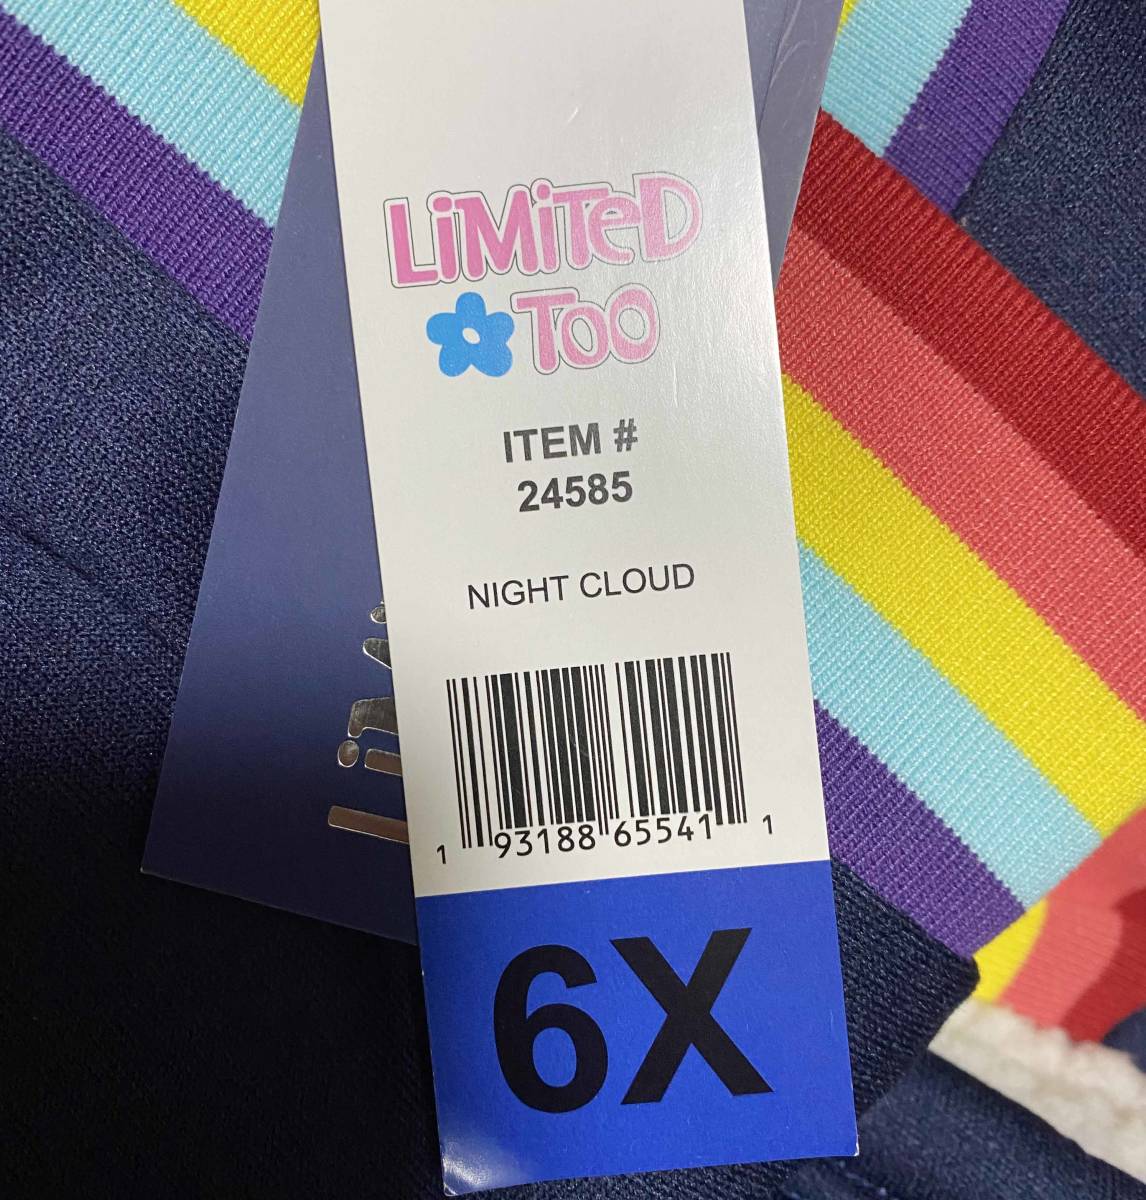 LiMiTeD
Too
ITEM #
24585
NIGHT CLOUD
1 93188 65541 1
6X